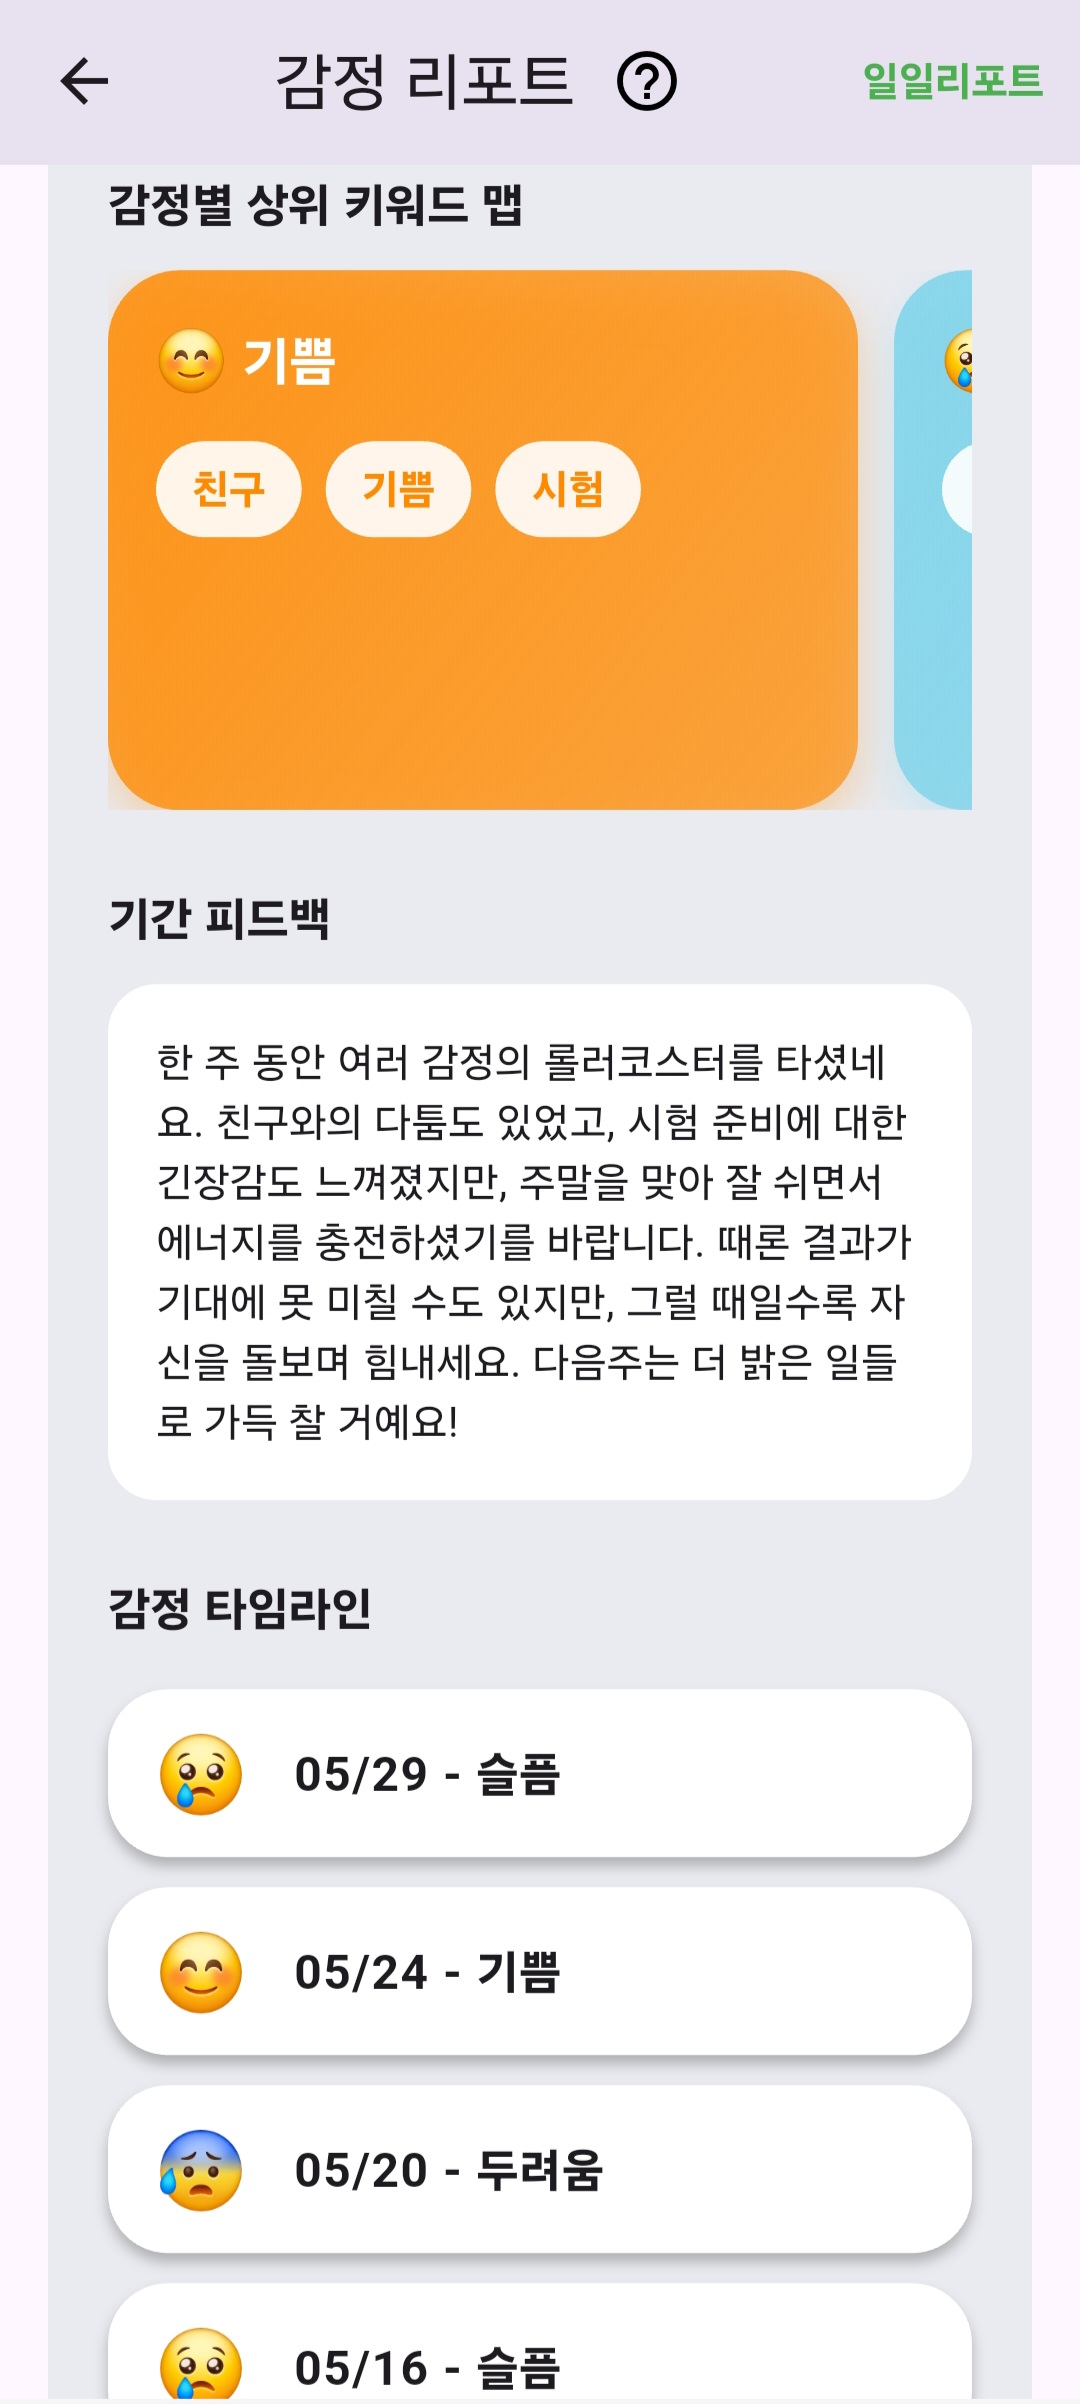 감정 리포트
일일리포트
감정별 상위 키워드 맵
기쁨
친구 기쁨 시험
기간 피드백
한 주 동안 여러 감정의 롤러코스터를 타셨네
요. 친구와의 다툼도 있었고, 시험 준비에 대한
긴장감도 느껴졌지만, 주말을 맞아 잘 쉬면서
에너지를 충전하셨기를 바랍니다. 때론 결과가
기대에 못 미칠 수도 있지만, 그럴 때일수록 자
신을 돌보며 힘내세요. 다음주는 더 밝은 일들
로 가득 찰 거예요!
감정 타임라인
05/29 - 슬픔
05/24 - 기쁨
05/20 - 두려움
05/16 - 슬픔